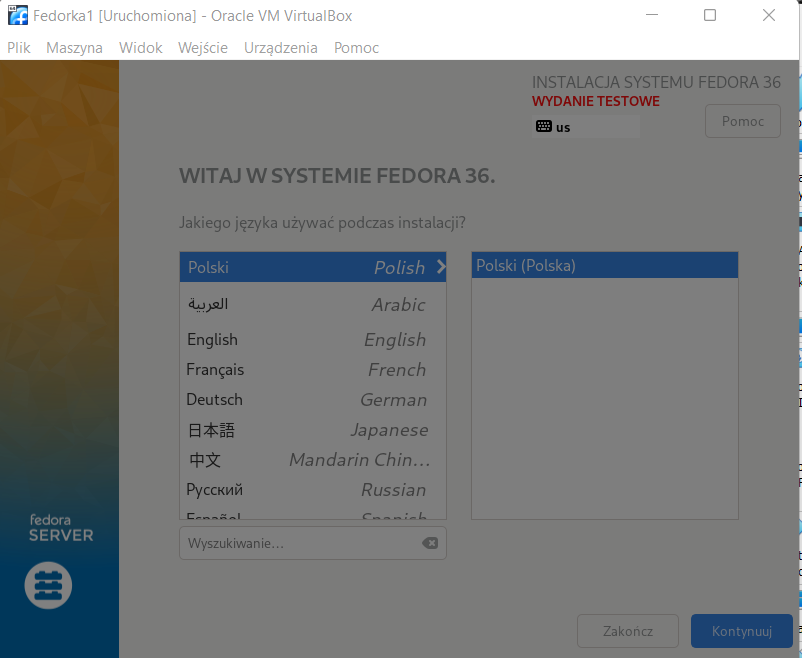 Fedorka1 [Uruchomiona] - Oracle VM VirtualBox
Plik Maszyna Widok Wejście Urządzenia Pomoc
INSTALACJA SYSTEMU FEDORA 36
WYDANIE TESTOWE
us
Pomoc
WITAJ W SYSTEMIE FEDORA 36.
Jakiego języka używać podczas instalacji?
Polski Polish
العربية Arabic
English English
Français French
Deutsch German
日本語 Japanese
中文 Mandarin Chin...
Русский Russian
Español Spanish
Polski (Polska)
Wyszukiwanie...
fedora
SERVER
Zakończ Kontynuuj